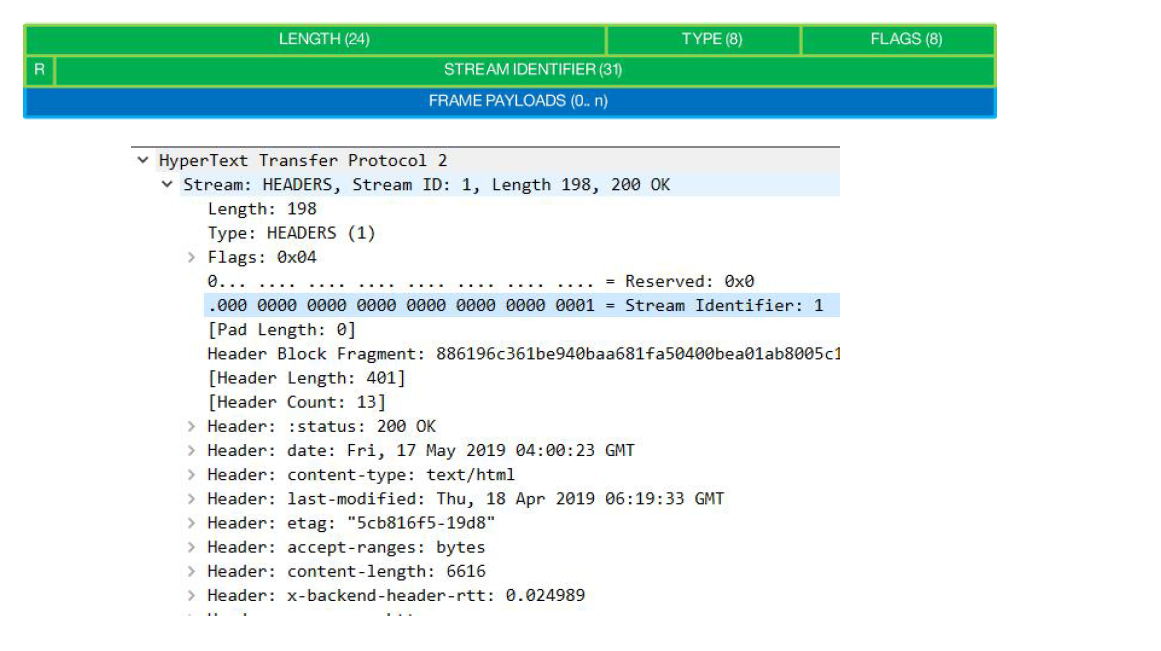 LENGTH (24) TYPE (8) FLAGS (8)
R STREAM IDENTIFIER (31)
FRAME PAYLOADS (0.. n)
HyperText Transfer Protocol 2
Stream: HEADERS, Stream ID: 1, Length 198, 200 OK
Length: 198
Type: HEADERS (1)
Flags: 0x04
0... .... .... .... .... .... .... .... = Reserved: 0x0
.000 0000 0000 0000 0000 0000 0000 0001 = Stream Identifier: 1
[Pad Length: 0]
Header Block Fragment: 886196c361be940baa681fa50400bea01ab8005c1
[Header Length: 401]
[Header Count: 13]
Header: :status: 200 OK
Header: date: Fri, 17 May 2019 04:00:23 GMT
Header: content-type: text/html
Header: last-modified: Thu, 18 Apr 2019 06:19:33 GMT
Header: etag: "5cb816f5-19d8"
Header: accept-ranges: bytes
Header: content-length: 6616
Header: x-backend-header-rtt: 0.024989